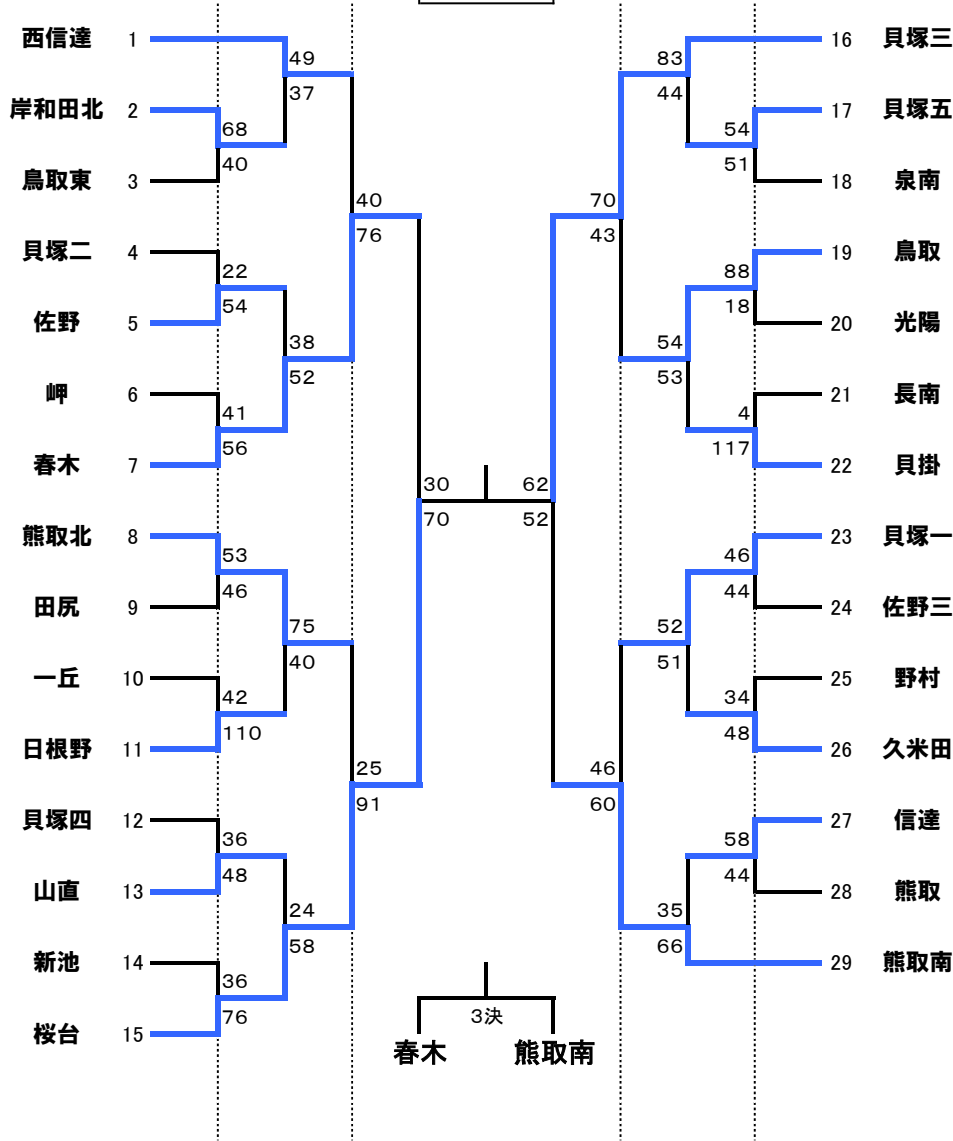 西信達 1
岸和田北 2
鳥取東 3
貝塚二 4
佐野 5
岬 6
春木 7
熊取北 8
田尻 9
一丘 10
日根野 11
貝塚四 12
山直 13
新池 14
桜台 15
68
40
22
54
41
56
53
46
42
110
36
48
36
76
49
37
38
52
75
40
24
58
40
76
25
91
30
70
62
52
70
43
46
60
83
44
54
53
52
51
35
66
54
51
88
18
4
117
46
44
34
48
58
44
16 貝塚三
17 貝塚五
18 泉南
19 鳥取
20 光陽
21 長南
22 貝掛
23 貝塚一
24 佐野三
25 野村
26 久米田
27 信達
28 熊取
29 熊取南
3決
春木 熊取南